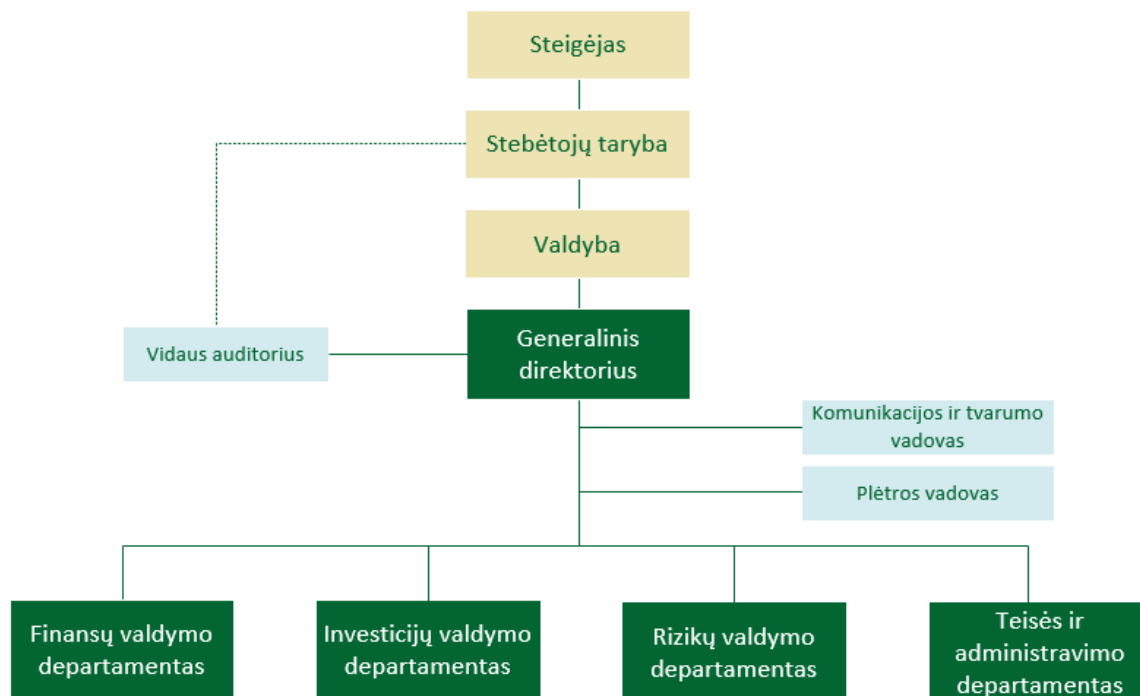 Steigėjas
Stebėtojų taryba
Valdyba
Generalinis
direktorius
Vidaus auditorius
Komunikacijos ir tvarumo
vadovas
Plėtros vadovas
Finansų valdymo
departamentas
Investicijų valdymo
departamentas
Rizikų valdymo
departamentas
Teisės ir
administravimo
departamentas